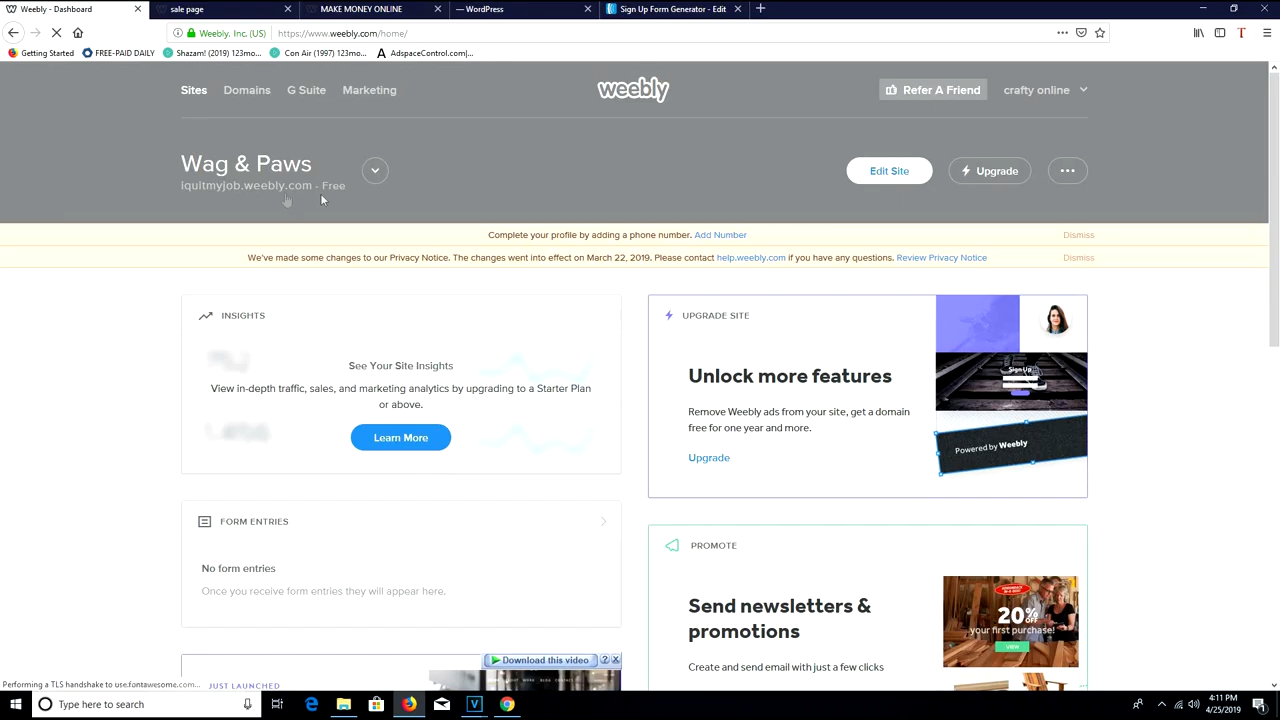 Weebly - Dashboard
sale page
MAKE MONEY ONLINE
— WordPress
Sign Up Form Generator - Edit
Weebly, Inc. (US)
https://www.weebly.com/home/
Getting Started
FREE-PAID DAILY
Shazam! (2019) 123mo...
Con Air (1997) 123mo...
AdspaceControl.com|...
Sites
Domains
G Suite
Marketing
weebly
Refer A Friend
crafty online
Wag & Paws
iquitmyjob.weebly.com - Free
Edit Site
Upgrade
Complete your profile by adding a phone number. Add Number
Dismiss
We've made some changes to our Privacy Notice. The changes went into effect on March 22, 2019. Please contact help.weebly.com if you have any questions. Review Privacy Notice
Dismiss
INSIGHTS
See Your Site Insights
View in-depth traffic, sales, and marketing analytics by upgrading to a Starter Plan
or above.
Learn More
UPGRADE SITE
Unlock more features
Remove Weebly ads from your site, get a domain
free for one year and more.
Upgrade
Sign Up
Powered by Weebly
FORM ENTRIES
No form entries
Once you receive form entries they will appear here.
PROMOTE
Send newsletters &
promotions
Create and send email with just a few clicks
20%
OFF
your first purchase!
VIEW
Download this video
JUST LAUNCHED
Performing a TLS handshake to use.fontawesome.com...
Type here to search
4:11 PM
4/25/2019